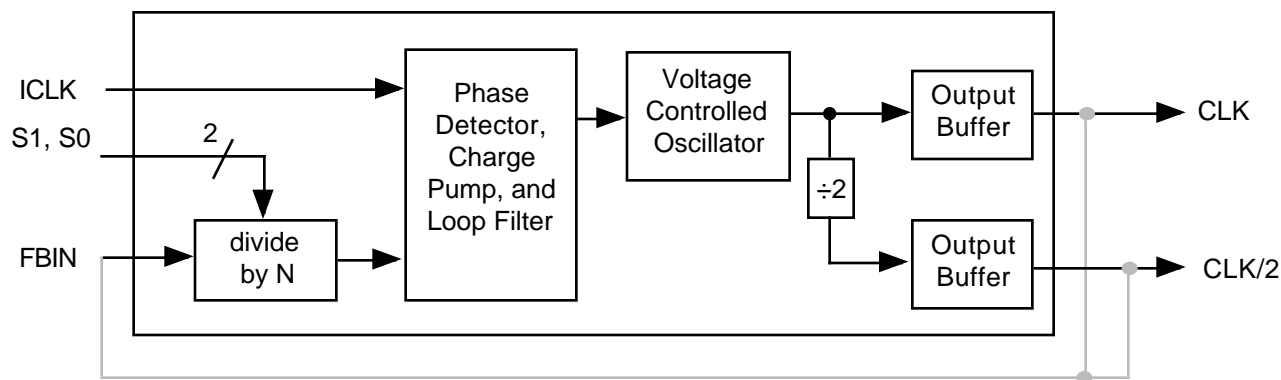 ICLK
S1, S0
2
FBIN
divide
by N
Phase
Detector,
Charge
Pump, and
Loop Filter
Voltage
Controlled
Oscillator
÷2
Output
Buffer
CLK
Output
Buffer
CLK/2